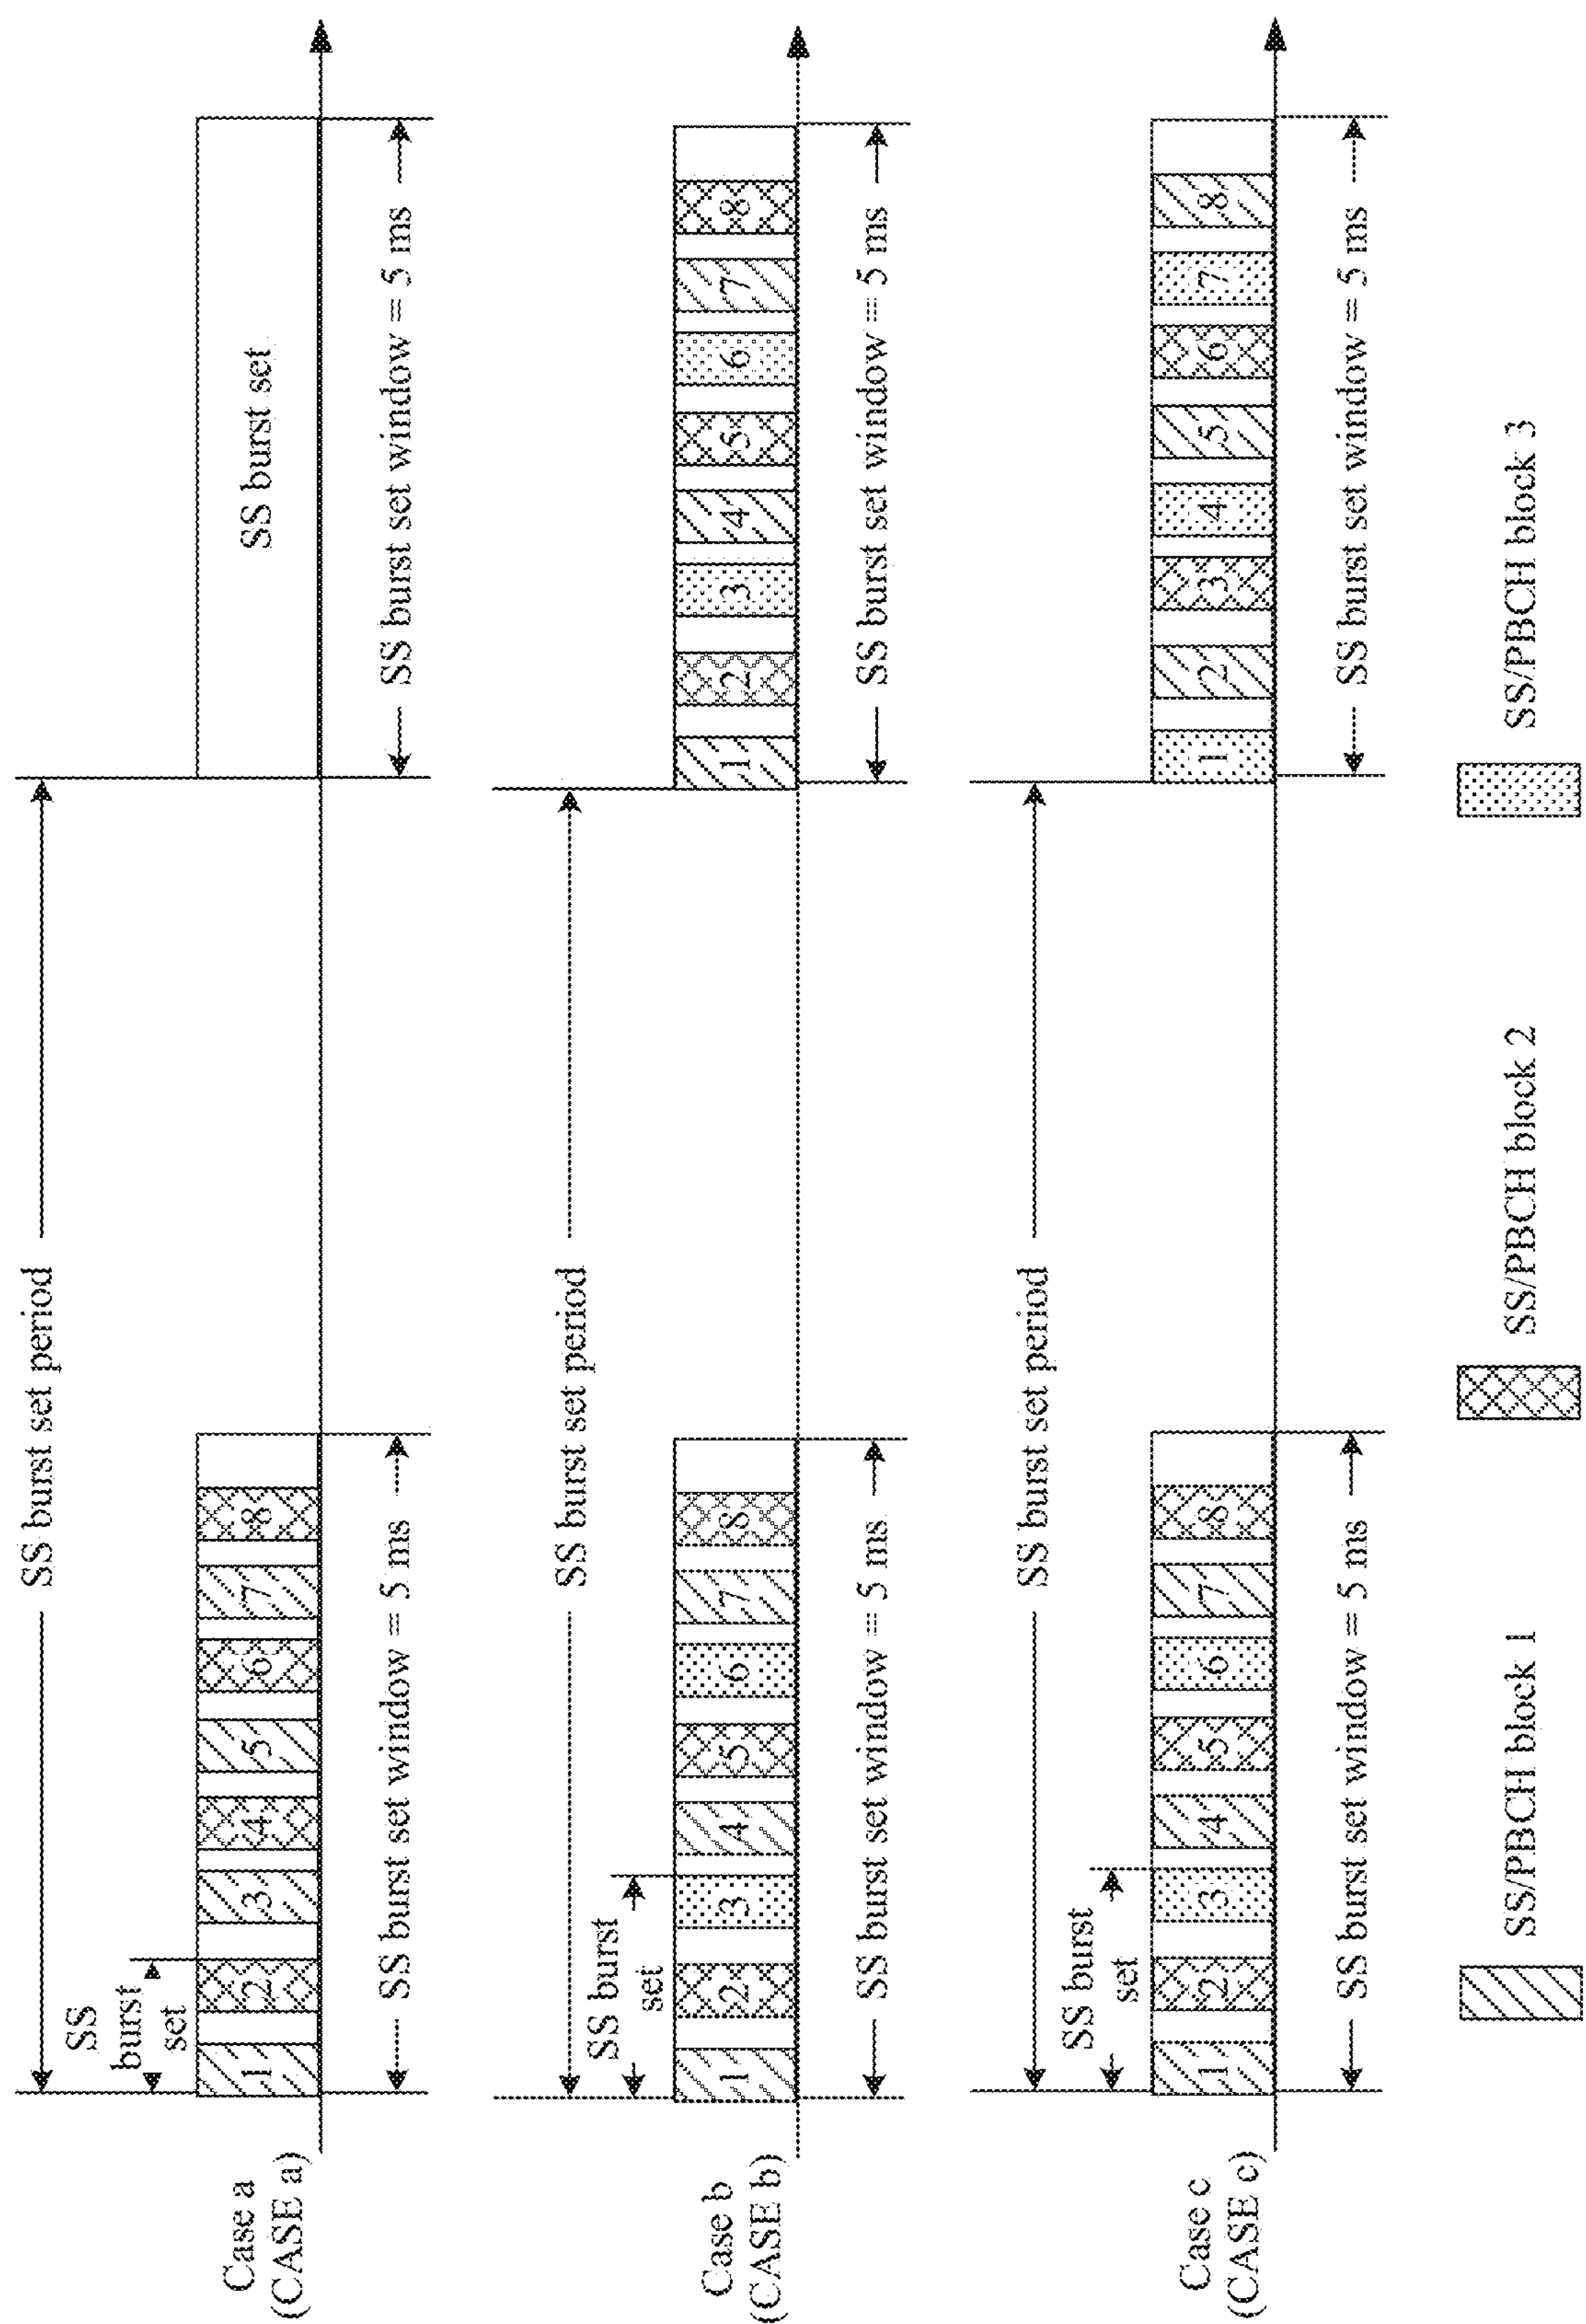 SS burst set period
SS
burst
set
1
2
3
4
5
6
7
8
SS burst set
Case a
(CASE a)
SS burst set window = 5 ms
SS burst set window = 5 ms
SS burst set period
SS burst
set
1
2
3
4
5
6
7
8
1
2
3
4
5
6
7
8
Case b
(CASE b)
SS burst set window = 5 ms
SS burst set window = 5 ms
SS burst set period
SS burst
set
1
2
3
4
5
6
7
8
1
2
3
4
5
6
7
8
Case c
(CASE c)
SS burst set window = 5 ms
SS burst set window = 5 ms
SS/PBCH block 1
SS/PBCH block 2
SS/PBCH block 3